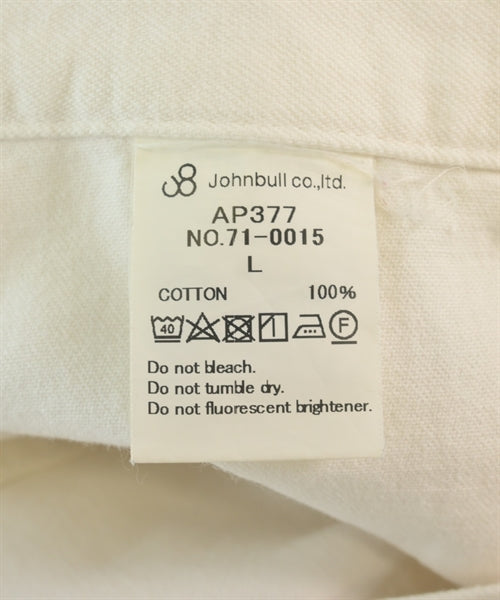 Johnbull co.,ltd.
AP377
NO.71-0015
L
COTTON 100%
40 F
Do not bleach.
Do not tumble dry.
Do not fluorescent brightener.